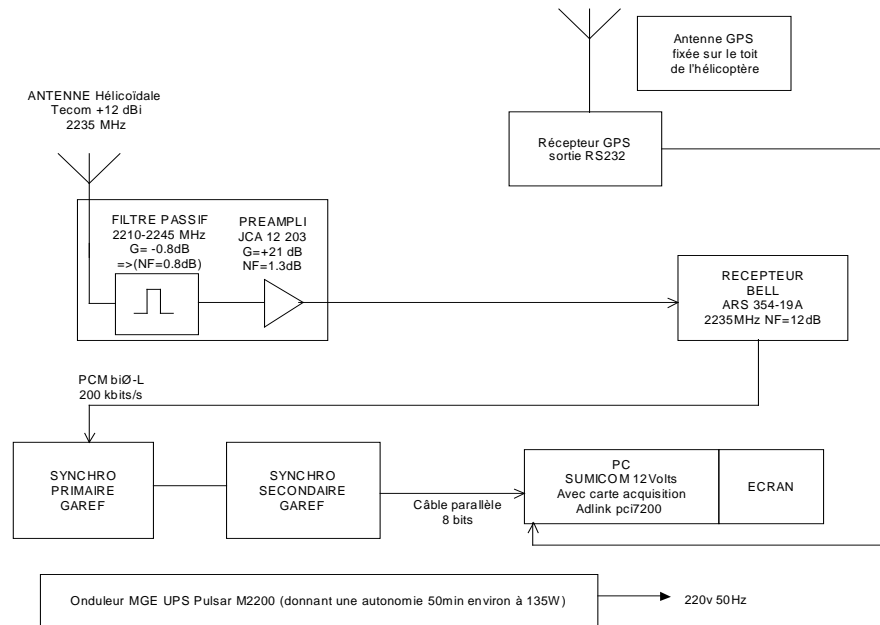 Antenne GPS
fixée sur le toit
de l'hélicoptère
ANTENNE Hélicoïdale
Tecom +12 dBi
2235 MHz
Récepteur GPS
sortie RS232
FILTRE PASSIF
2210-2245 MHz
G= -0.8dB
=>(NF=0.8dB)
PREAMPLI
JCA 12 203
G=+21 dB
NF=1.3dB
RECEPTEUR
BELL
ARS 354-19A
2235MHz NF=12dB
PCM biØ-L
200 kbits/s
SYNCHRO
PRIMAIRE
GAREF
SYNCHRO
SECONDAIRE
GAREF
Câble parallèle
8 bits
PC
SUMICOM 12Volts
Avec carte acquisition
Adlink pci7200
ECRAN
Onduleur MGE UPS Pulsar M2200 (donnant une autonomie 50min environ à 135W)
220v 50Hz